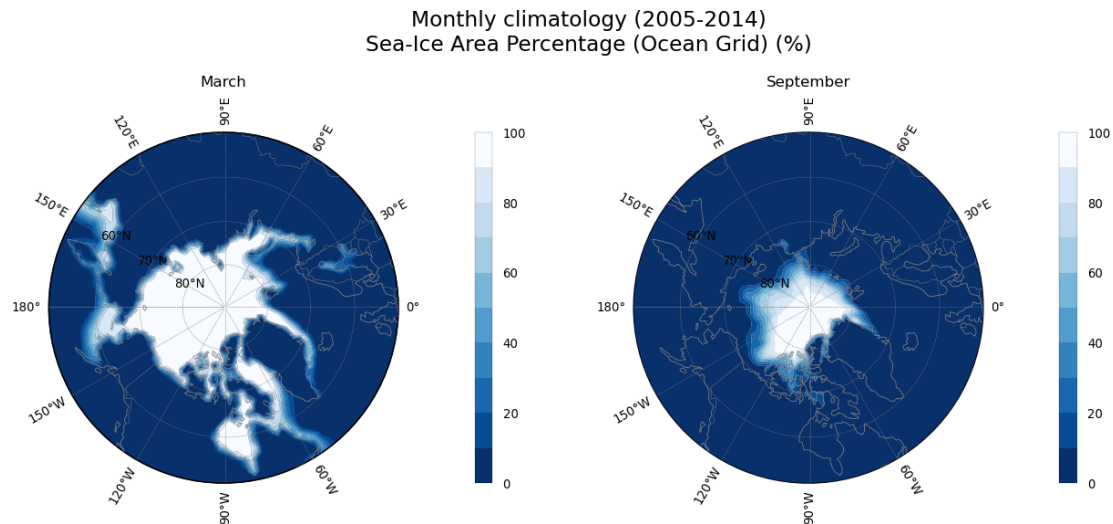 Monthly climatology (2005-2014)
Sea-Ice Area Percentage (Ocean Grid) (%)
March
90°E
120°E
60°E
150°E
30°E
60°N
70°N
80°N
180°
0°
150°W
120°W
90°W
60°W
100
80
60
40
20
0
September
90°E
120°E
60°E
150°E
30°E
60°N
70°N
80°N
180°
0°
150°W
120°W
90°W
60°W
100
80
60
40
20
0